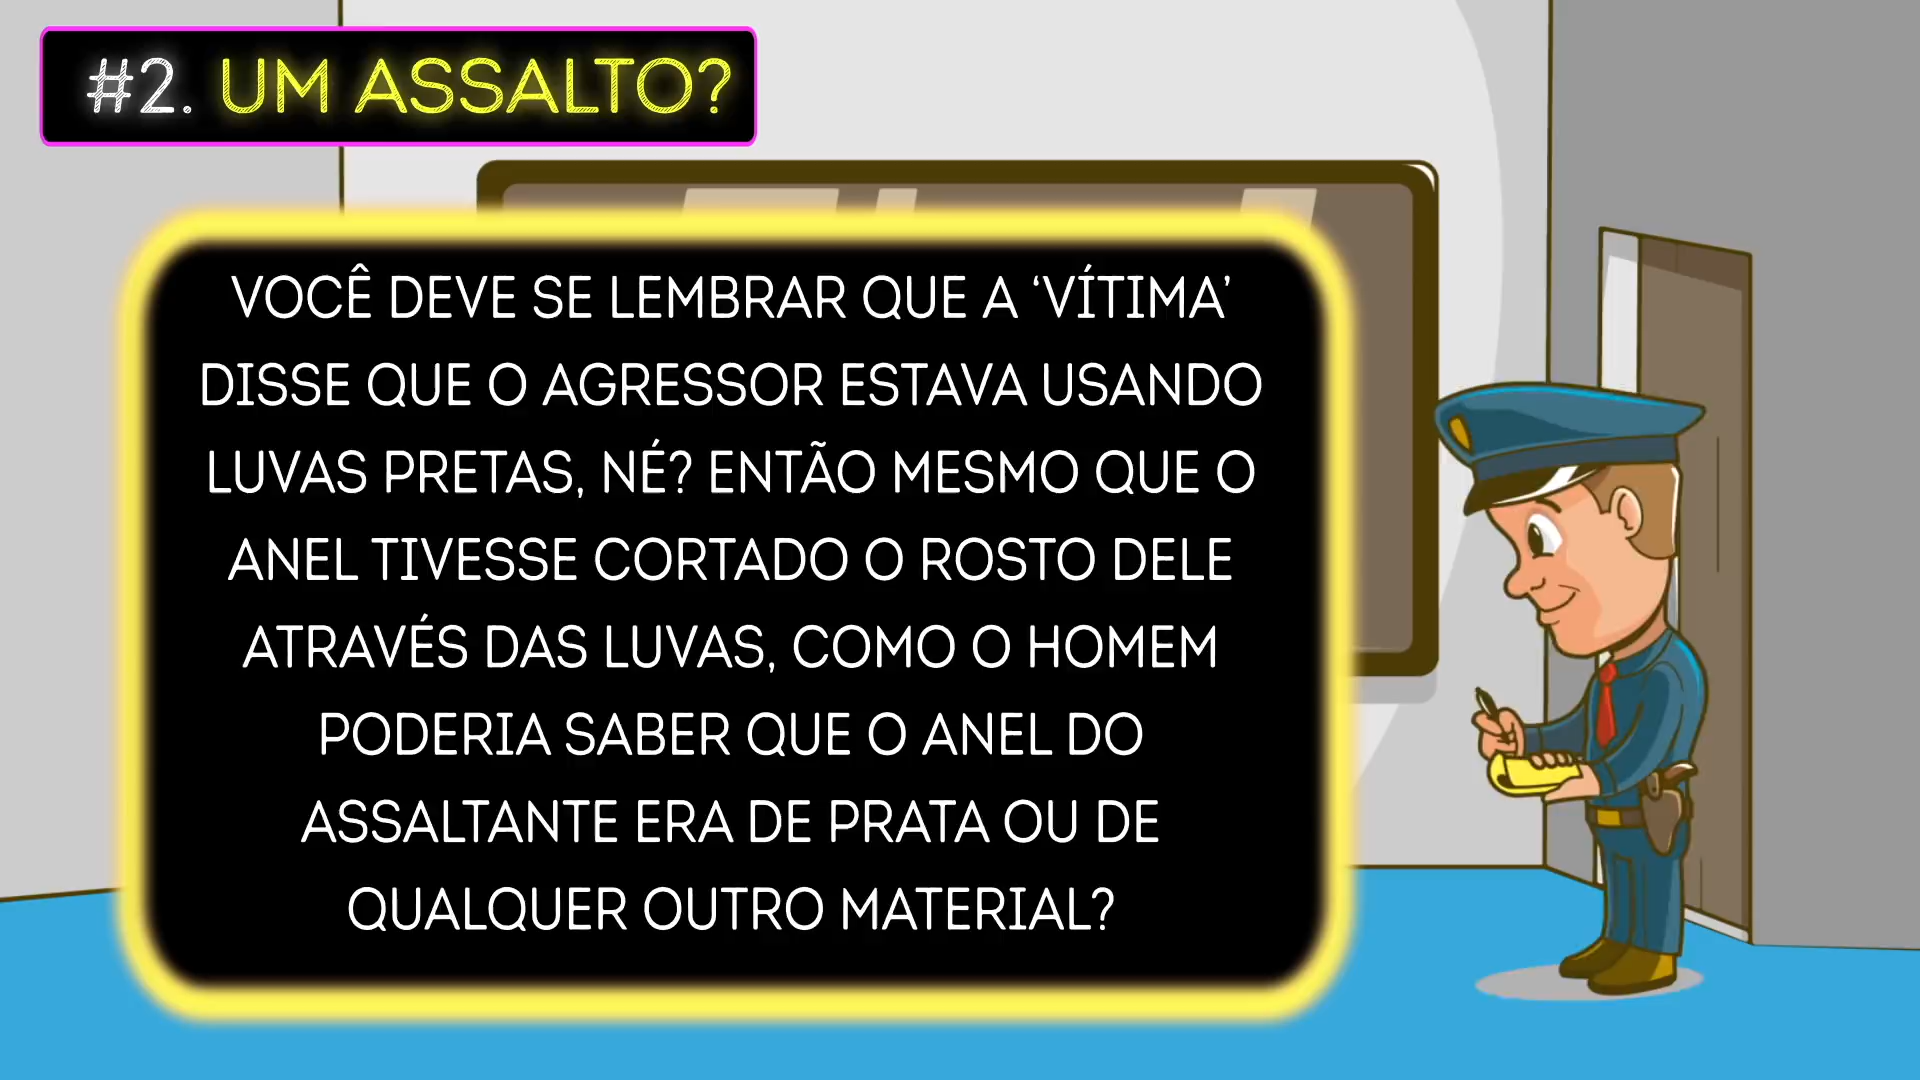 #2. UM ASSALTO?
VOCÊ DEVE SE LEMBRAR QUE A ‘VÍTIMA’
DISSE QUE O AGRESSOR ESTAVA USANDO
LUVAS PRETAS, NÉ? ENTÃO MESMO QUE O
ANEL TIVESSE CORTADO O ROSTO DELE
ATRAVÉS DAS LUVAS, COMO O HOMEM
PODERIA SABER QUE O ANEL DO
ASSALTANTE ERA DE PRATA OU DE
QUALQUER OUTRO MATERIAL?